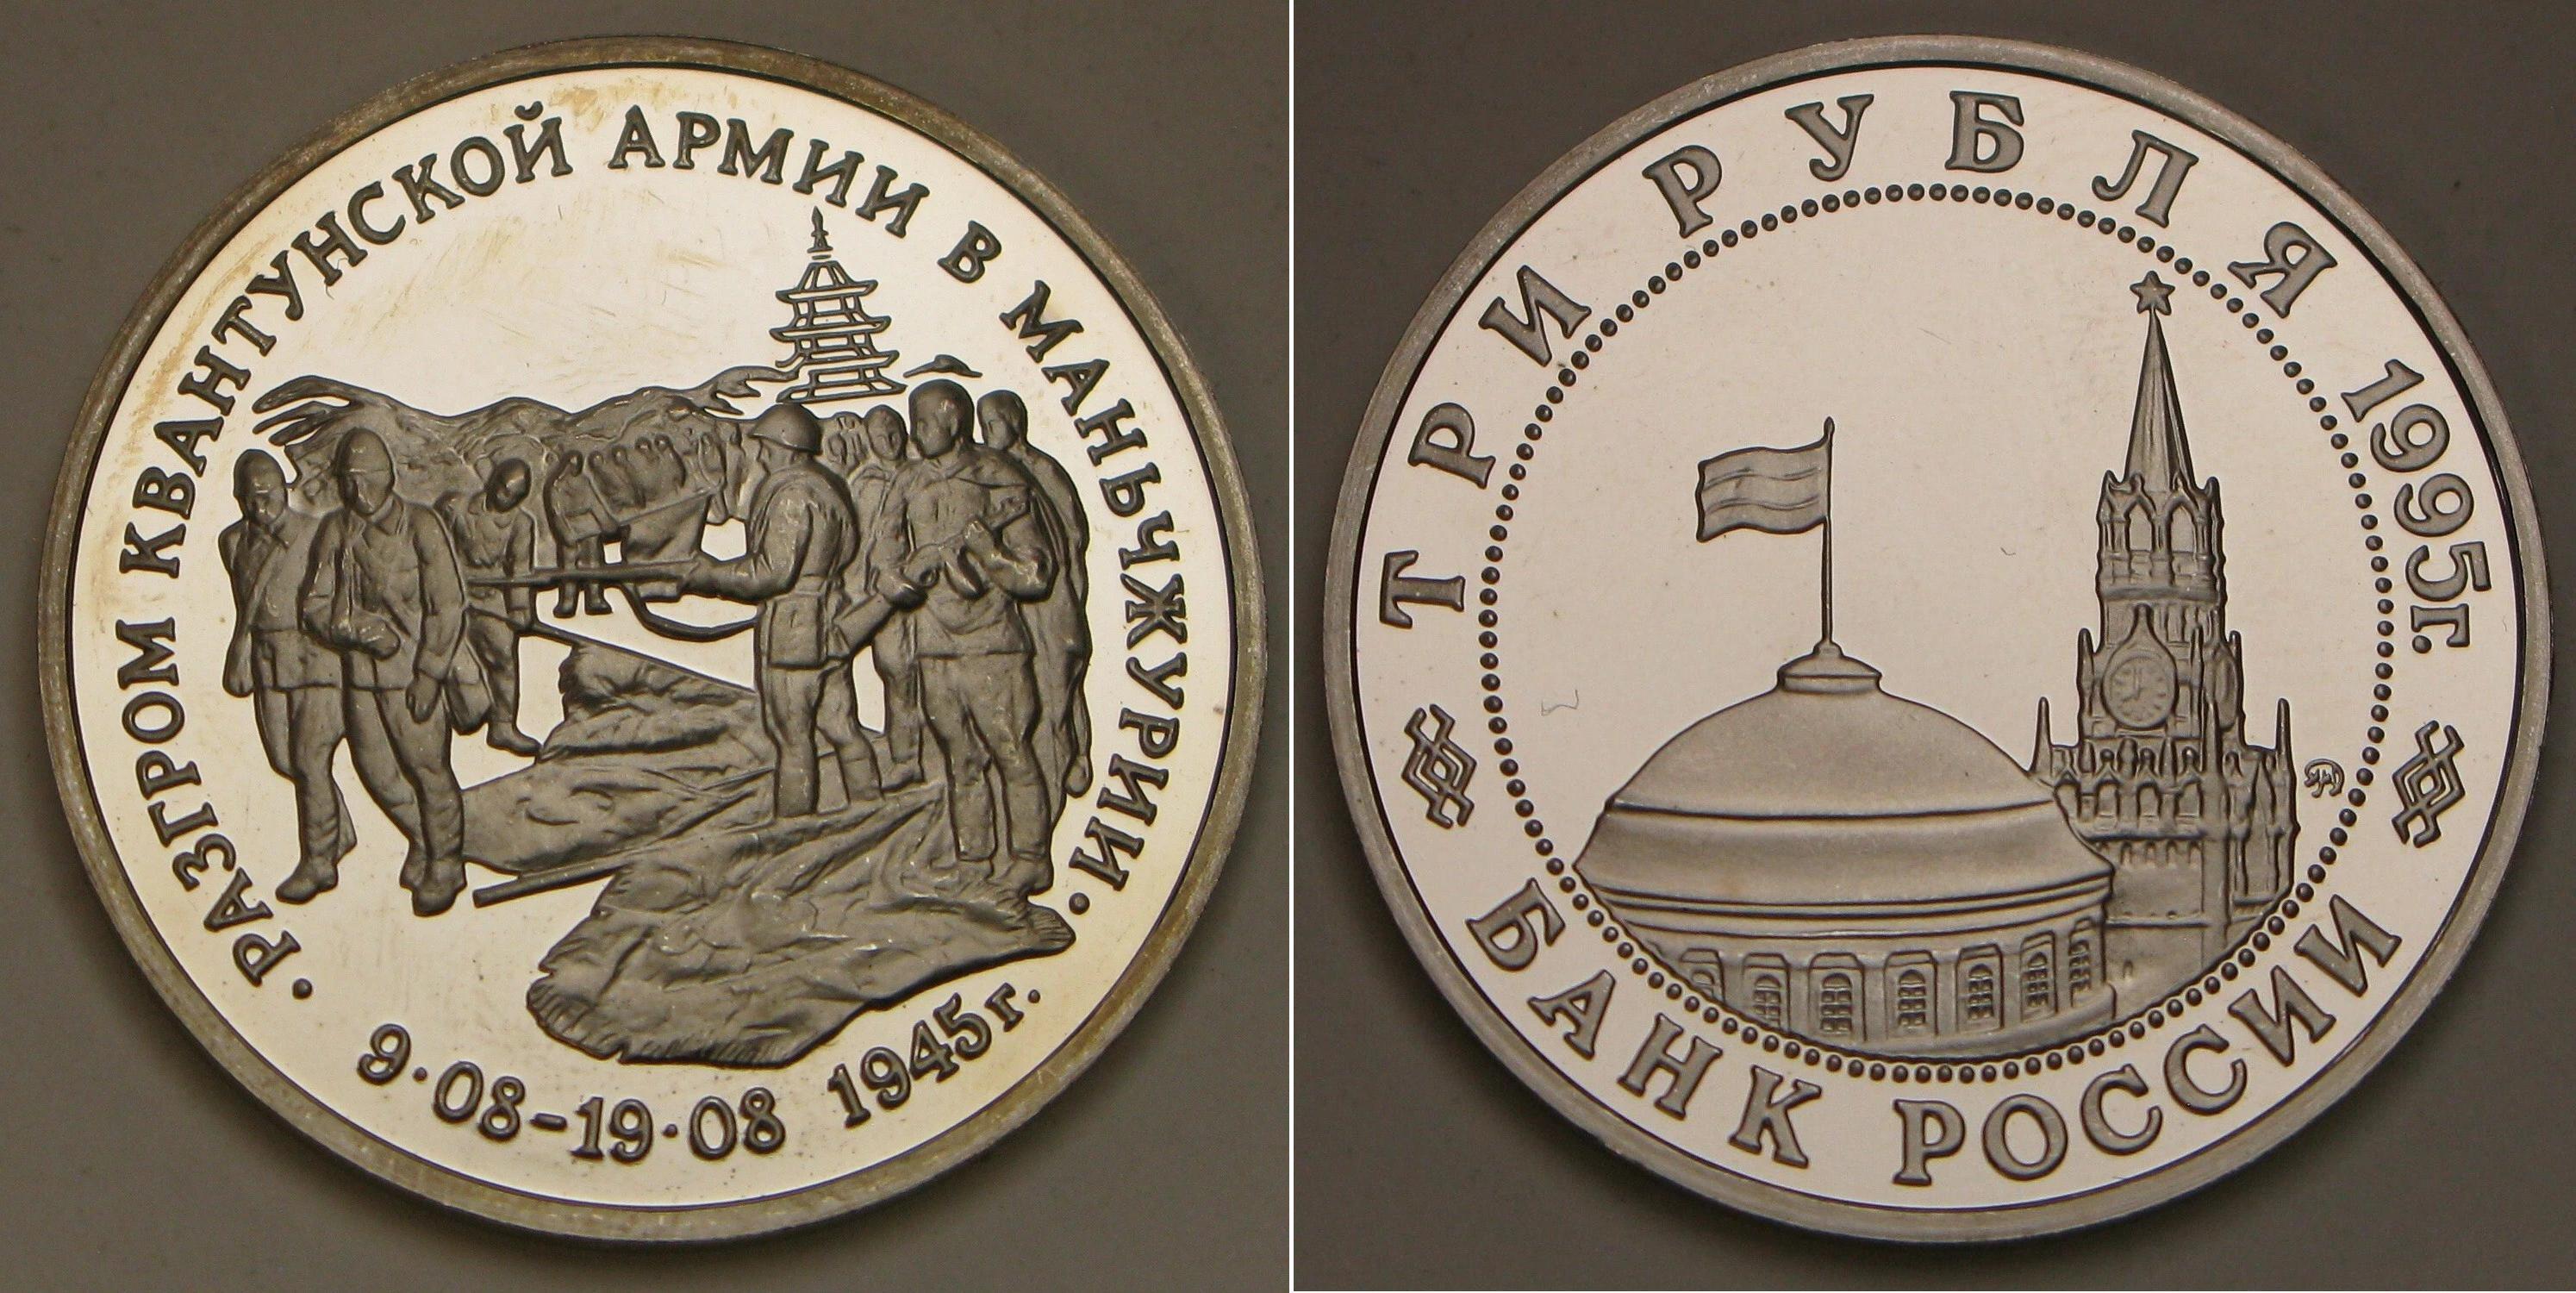 · РАЗГРОМ КВАНТУНСКОЙ АРМИИ В МАНЬЧЖУРИИ ·
9·08-19·08 1945г.
ТРИ РУБЛЯ 1995г.
БАНК РОССИИ